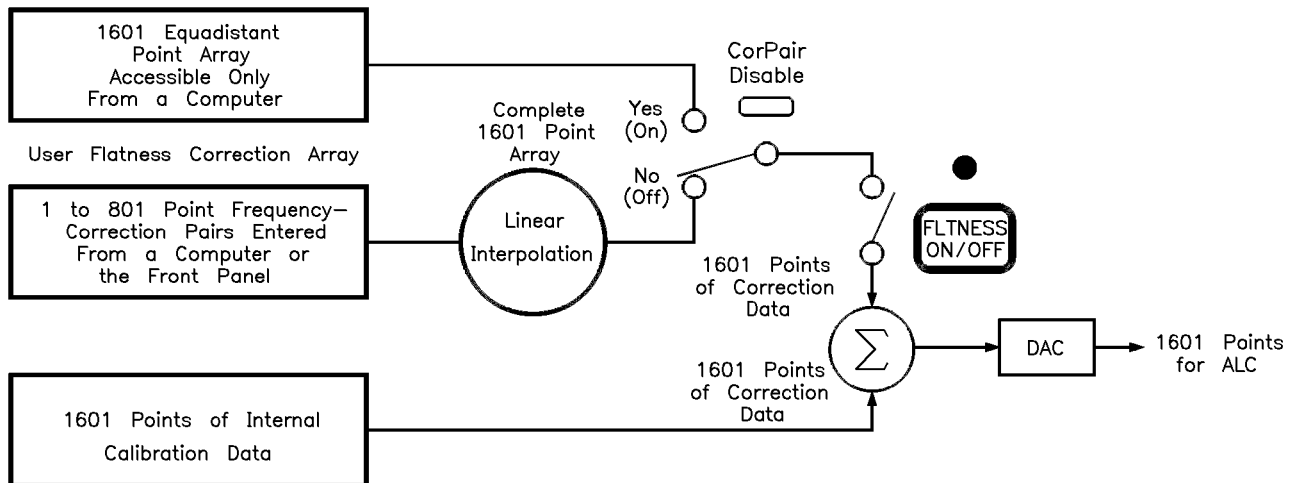 1601 Equadistant
Point Array
Accessible Only
From a Computer
User Flatness Correction Array
1 to 801 Point Frequency-
Correction Pairs Entered
From a Computer or
the Front Panel
1601 Points of Internal
Calibration Data
Complete
1601 Point
Array
Linear
Interpolation
Yes
(On)
No
(Off)
CorPair
Disable
FLTNESS
ON/OFF
1601 Points
of Correction
Data
1601 Points
of Correction
Data
Σ
DAC
1601 Points
for ALC